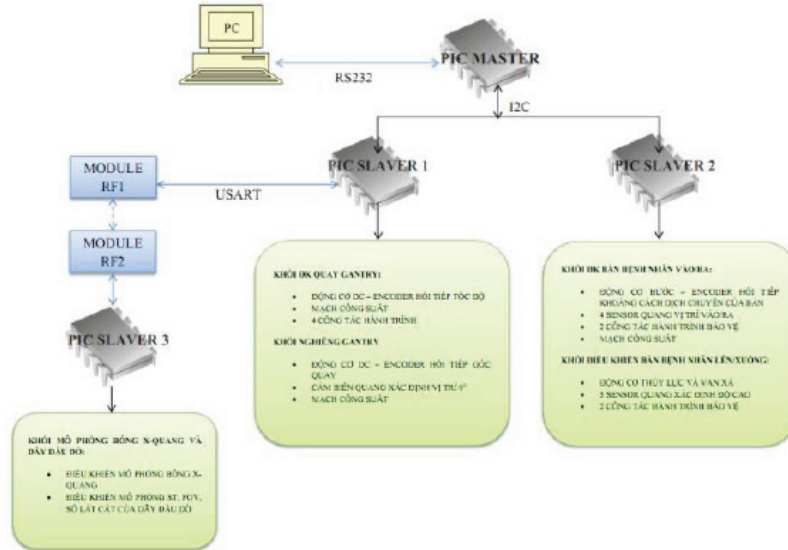 PC
PIC MASTER
RS232
I2C
PIC SLAVER 1
PIC SLAVER 2
MODULE
RF1
USART
MODULE
RF2
PIC SLAVER 3
KHỐI ĐK QUAY GANTRY:
ĐỘNG CƠ DC – ENCODER HỒI TIẾP TỐC ĐỘ
MẠCH CÔNG SUẤT
4 CÔNG TẮC HÀNH TRÌNH
KHỐI NGHIÊNG GANTRY
ĐỘNG CƠ DC – ENCODER HỒI TIẾP GÓC
QUAY
CẢM BIẾN QUANG XÁC ĐỊNH VỊ TRÍ 0°
MẠCH CÔNG SUẤT
KHỐI ĐK BÀN BỆNH NHÂN VÀO/RA:
ĐỘNG CƠ BƯỚC – ENCODER HỒI TIẾP
KHOẢNG CÁCH DỊCH CHUYỂN CỦA BÀN
4 SENSOR QUANG VỊ TRÍ VÀO/RA
2 CÔNG TẮC HÀNH TRÌNH BẢO VỆ
MẠCH CÔNG SUẤT
KHỐI ĐIỀU KHIỂN BÀN BỆNH NHÂN LÊN/XUỐNG:
ĐỘNG CƠ THỦY LỰC VÀ VAN XẢ
3 SENSOR QUANG XÁC ĐỊNH ĐỘ CAO
2 CÔNG TẮC HÀNH TRÌNH BẢO VỆ
KHỐI MÔ PHỎNG BÓNG X-QUANG VÀ
DÃY ĐẦU DÒ:
ĐIỀU KHIỂN MÔ PHỎNG BÓNG X-
QUANG
ĐIỀU KHIỂN MÔ PHỎNG ST, FOV,
SỐ LÁT CẮT CỦA DÃY ĐẦU DÒ